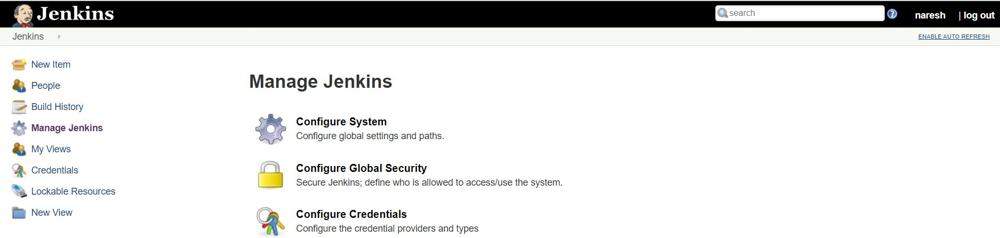 Jenkins
search
?
naresh
| log out
Jenkins
ENABLE AUTO REFRESH
New Item
People
Build History
Manage Jenkins
My Views
Credentials
Lockable Resources
New View
Manage Jenkins
Configure System
Configure global settings and paths.
Configure Global Security
Secure Jenkins; define who is allowed to access/use the system.
Configure Credentials
Configure the credential providers and types